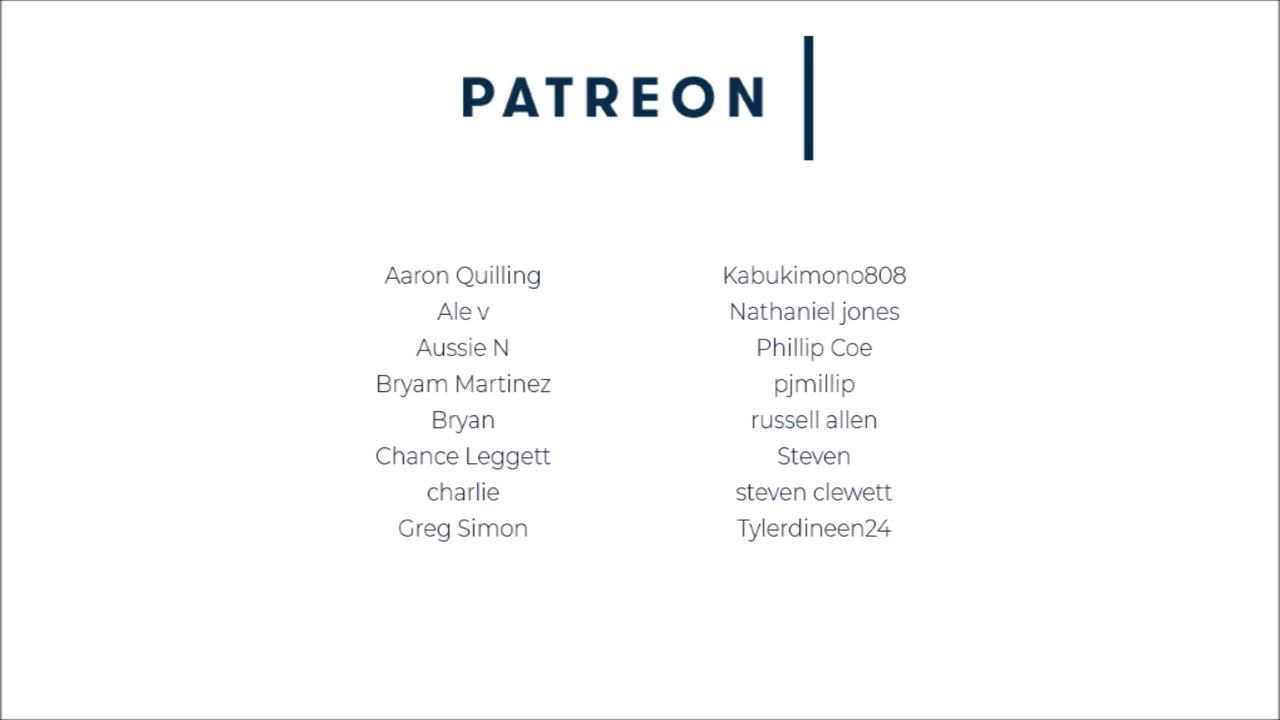 PATREON
Aaron Quilling
Ale v
Aussie N
Bryam Martinez
Bryan
Chance Leggett
charlie
Greg Simon
Kabukimono808
Nathaniel jones
Phillip Coe
pjmillip
russell allen
Steven
steven clewett
Tylerdineen24